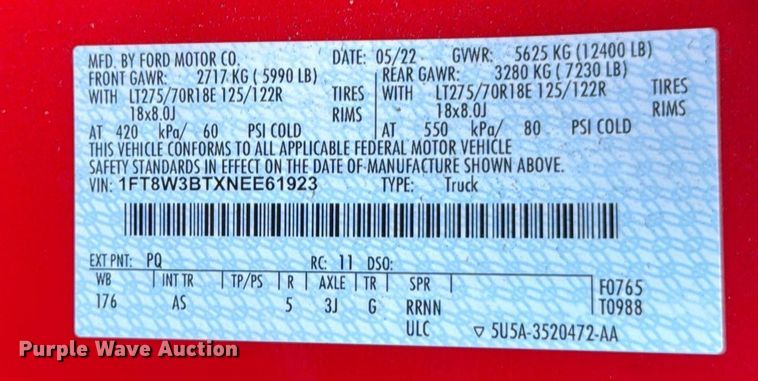 MFD. BY FORD MOTOR CO. DATE: 05/22 GVWR: 5625 KG (12400 LB)
FRONT GAWR: 2717 KG ( 5990 LB) REAR GAWR: 3280 KG ( 7230 LB)
WITH LT275/70R18E 125/122R TIRES WITH LT275/70R18E 125/122R TIRES
18x8.0J RIMS 18x8.0J RIMS
AT 420 kPa/ 60 PSI COLD AT 550 kPa/ 80 PSI COLD
THIS VEHICLE CONFORMS TO ALL APPLICABLE FEDERAL MOTOR VEHICLE
SAFETY STANDARDS IN EFFECT ON THE DATE OF MANUFACTURE SHOWN ABOVE.
VIN: 1FT8W3BTXNEE61923 TYPE: Truck
EXT PNT: PQ RC: 11 DSO:
WB INT TR TP/PS R AXLE TR SPR F0765
176 AS 5 3J G RRNN T0988
ULC ▽ 5U5A-3520472-AA
Purple Wave Auction